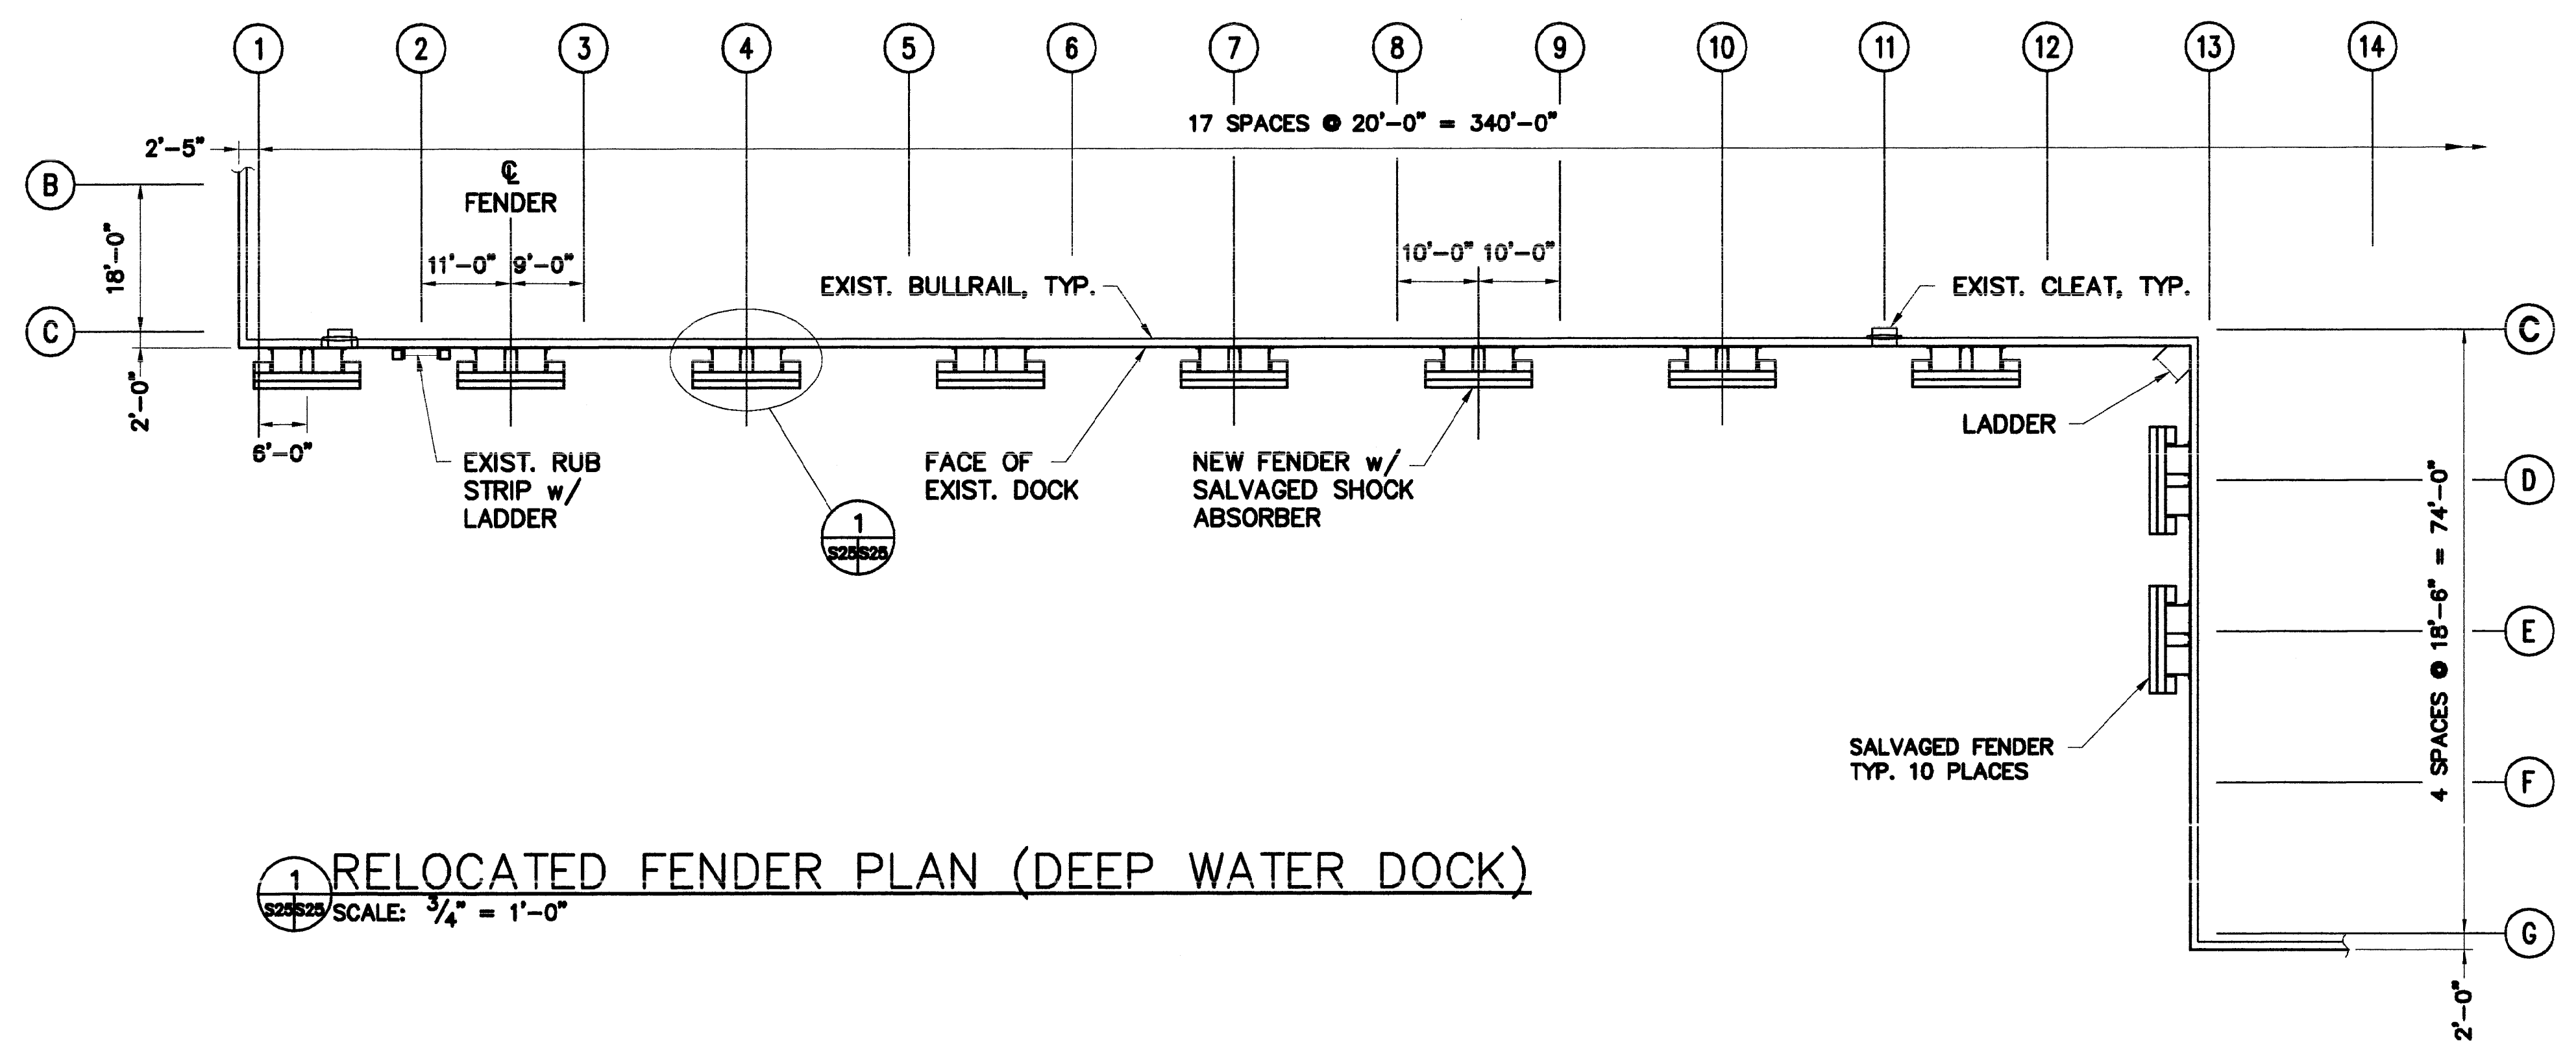 1 2 3 4 5 6 7 8 9 10 11 12 13 14
17 SPACES @ 20'-0" = 340'-0"
2'-5"
B
℄
FENDER
18'-0"
11'-0" 9'-0"
10'-0" 10'-0"
EXIST. BULLRAIL, TYP.
EXIST. CLEAT, TYP.
C
C
2'-0"
6'-0"
LADDER
EXIST. RUB
STRIP w/
LADDER
FACE OF
EXIST. DOCK
NEW FENDER w/
SALVAGED SHOCK
ABSORBER
D
1
S25 S25
4 SPACES @ 18'-6" = 74'-0"
E
SALVAGED FENDER
TYP. 10 PLACES
F
1
S25 S25
RELOCATED FENDER PLAN (DEEP WATER DOCK)
SCALE: 3/4" = 1'-0"
G
2'-0"